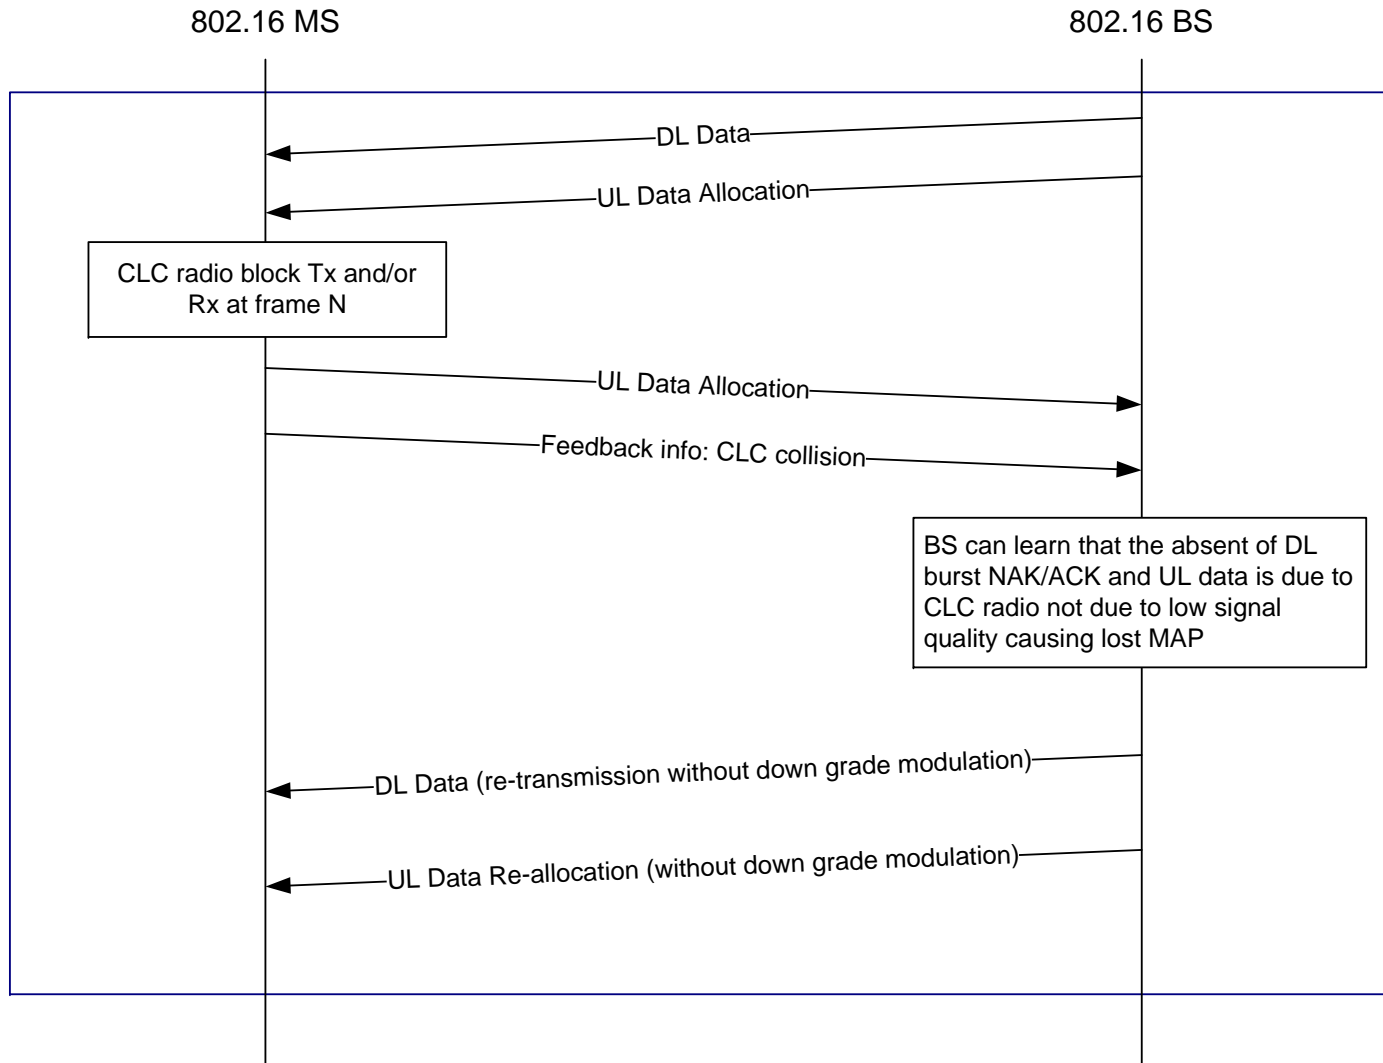 802.16 MS
802.16 BS
DL Data
UL Data Allocation
CLC radio block Tx and/or
Rx at frame N
UL Data Allocation
Feedback info: CLC collision
BS can learn that the absent of DL
burst NAK/ACK and UL data is due to
CLC radio not due to low signal
quality causing lost MAP
DL Data (re-transmission without down grade modulation)
UL Data Re-allocation (without down grade modulation)